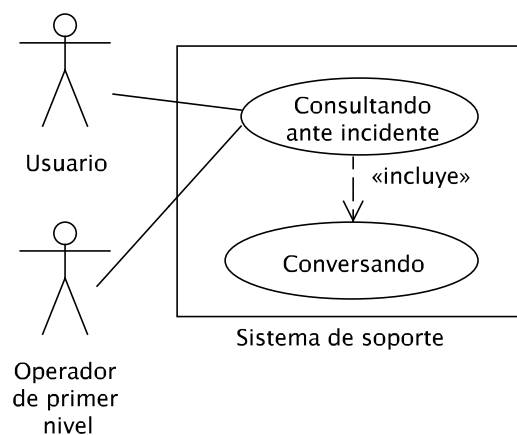 Usuario
Consultando
ante incidente
«incluye»
Conversando
Sistema de soporte
Operador
de primer
nivel